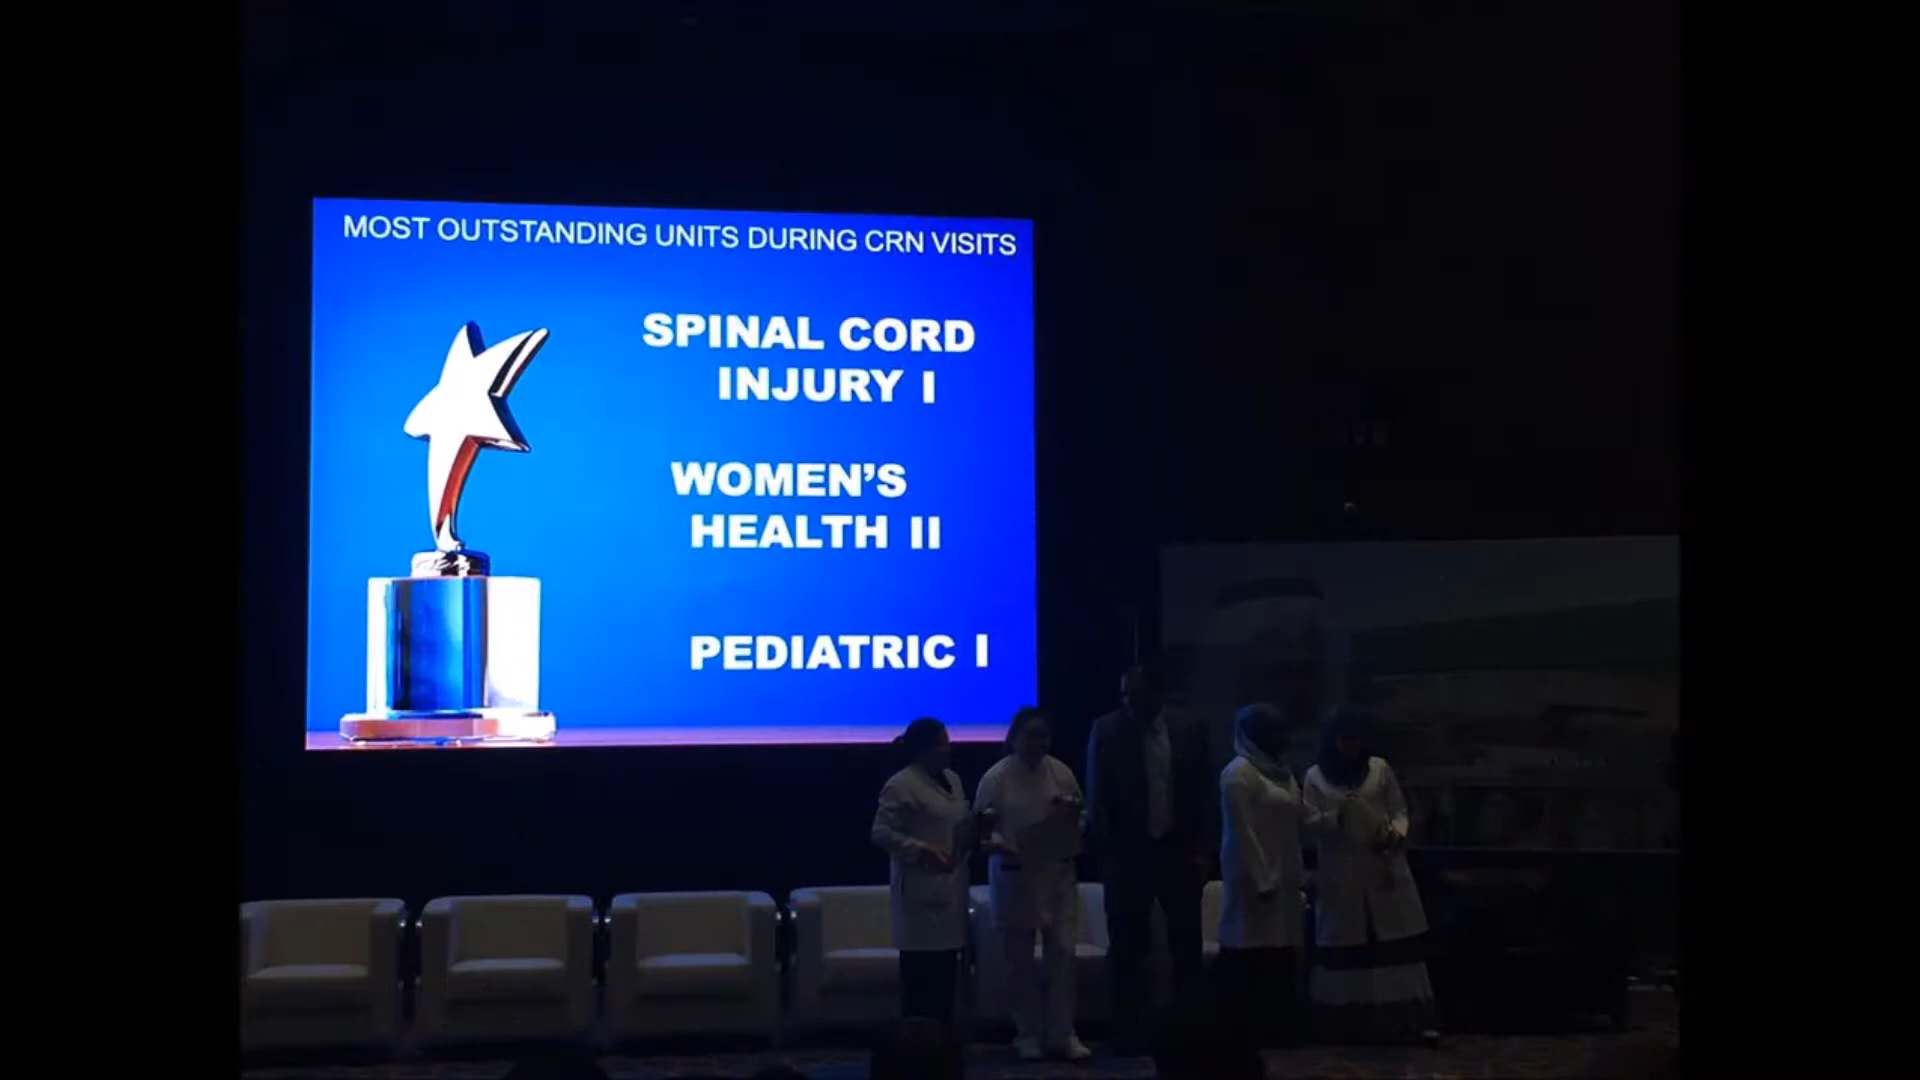 MOST OUTSTANDING UNITS DURING CRN VISITS
SPINAL CORD
INJURY I
WOMEN'S
HEALTH II
PEDIATRIC I